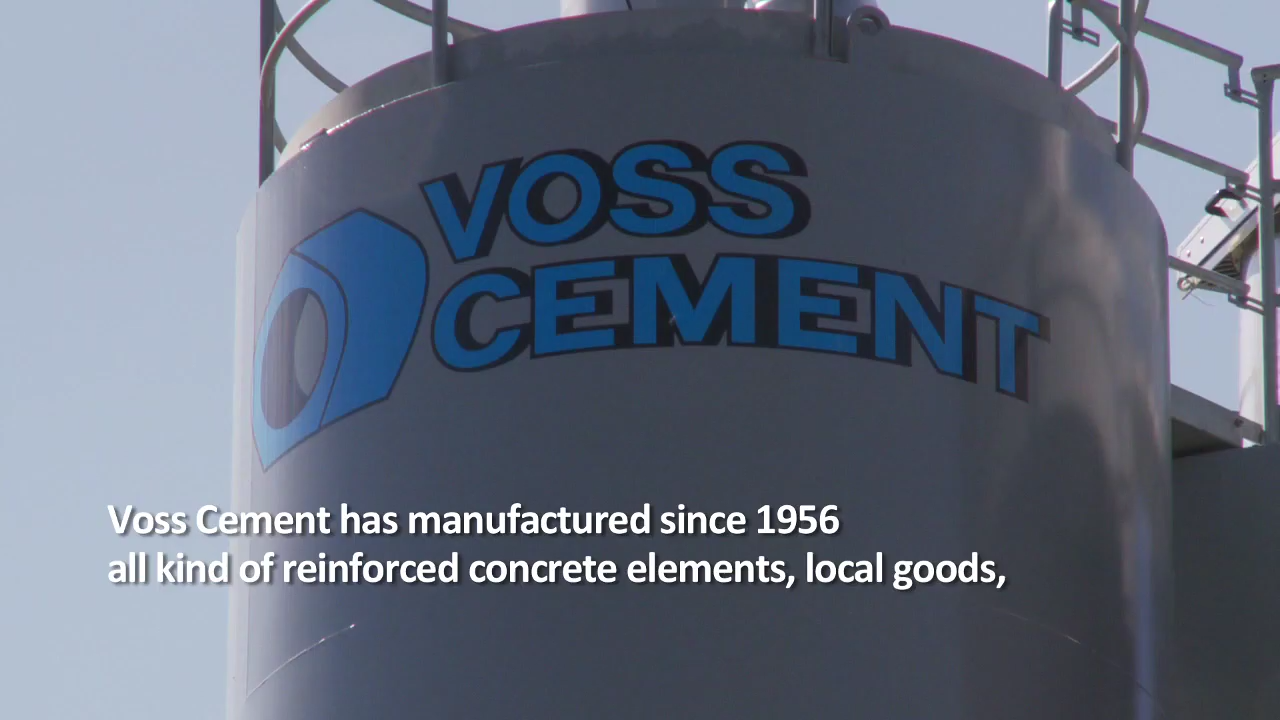 VOSS
CEMENT
Voss Cement has manufactured since 1956
all kind of reinforced concrete elements, local goods,